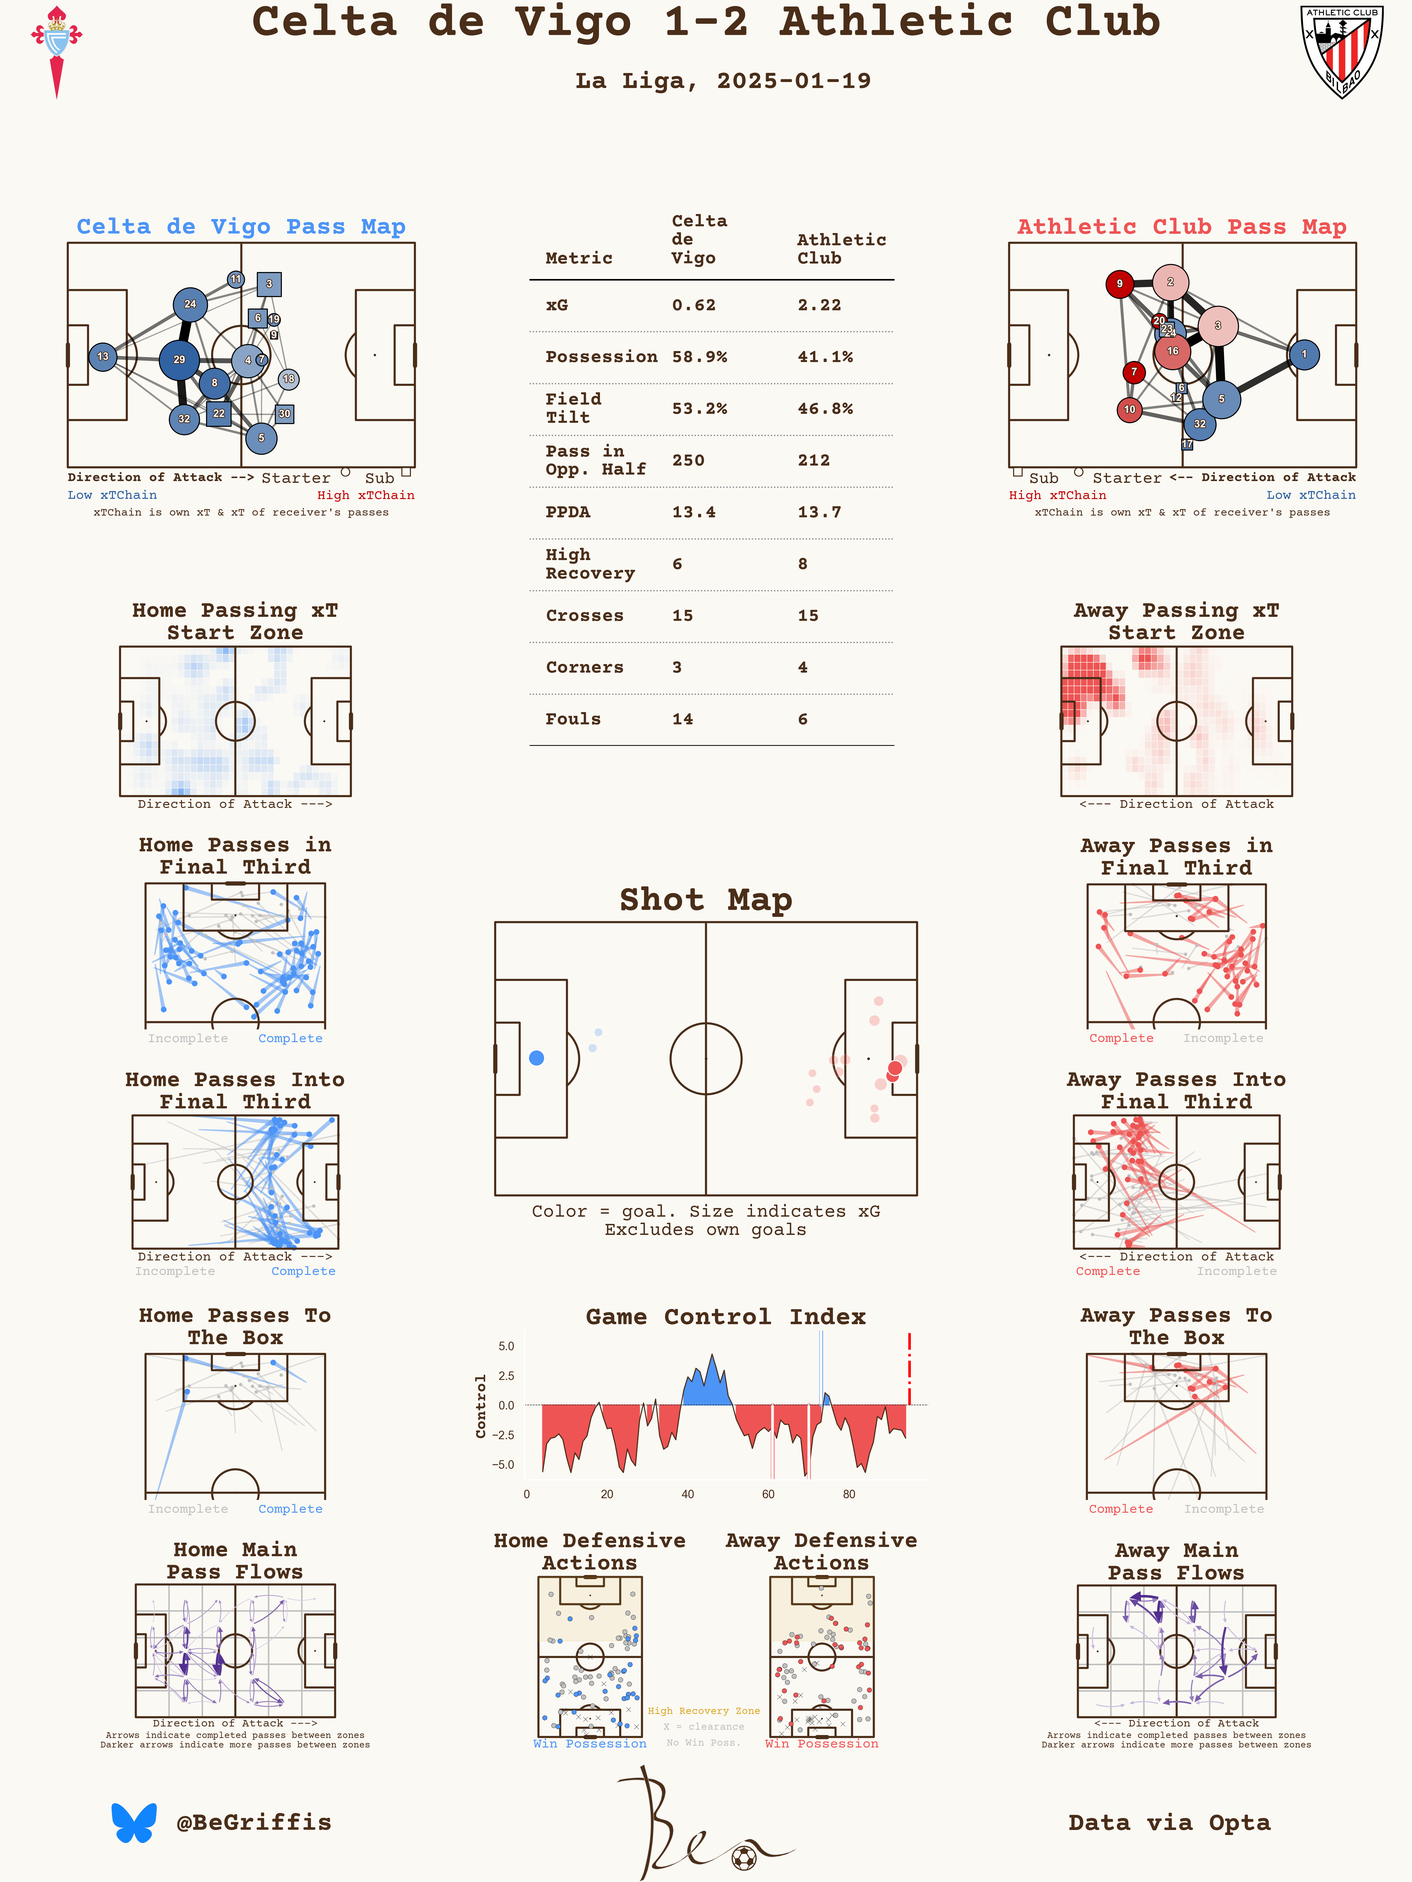 Celta de Vigo 1-2 Athletic Club
La Liga, 2025-01-19
ATHLETIC CLUB
BILBAO
Celta de Vigo Pass Map
11
3
24
6
19
9
13
29
4
7
8
18
32
22
30
5
Direction of Attack --> Starter Sub
Low xTChain High xTChain
xTChain is own xT & xT of receiver's passes
Metric Celta de Vigo Athletic Club
xG 0.62 2.22
Possession 58.9% 41.1%
Field Tilt 53.2% 46.8%
Pass in Opp. Half 250 212
PPDA 13.4 13.7
High Recovery 6 8
Crosses 15 15
Corners 3 4
Fouls 14 6
Athletic Club Pass Map
9
2
20
23
24
3
16
1
7
6
12
10
5
32
17
Sub Starter <-- Direction of Attack
High xTChain Low xTChain
xTChain is own xT & xT of receiver's passes
Home Passing xT
Start Zone
Direction of Attack --->
Home Passes in
Final Third
Incomplete Complete
Home Passes Into
Final Third
Direction of Attack --->
Incomplete Complete
Home Passes To
The Box
Incomplete Complete
Home Main
Pass Flows
Direction of Attack --->
Arrows indicate completed passes between zones
Darker arrows indicate more passes between zones
Shot Map
Color = goal. Size indicates xG
Excludes own goals
Game Control Index
Control
5.0
2.5
0.0
−2.5
−5.0
0 20 40 60 80
Home Defensive
Actions
Win Possession
Away Defensive
Actions
Win Possession
High Recovery Zone
X = clearance
No Win Poss.
Away Passing xT
Start Zone
<--- Direction of Attack
Away Passes in
Final Third
Complete Incomplete
Away Passes Into
Final Third
<--- Direction of Attack
Complete Incomplete
Away Passes To
The Box
Complete Incomplete
Away Main
Pass Flows
<--- Direction of Attack
Arrows indicate completed passes between zones
Darker arrows indicate more passes between zones
@BeGriffis
Ben
Data via Opta